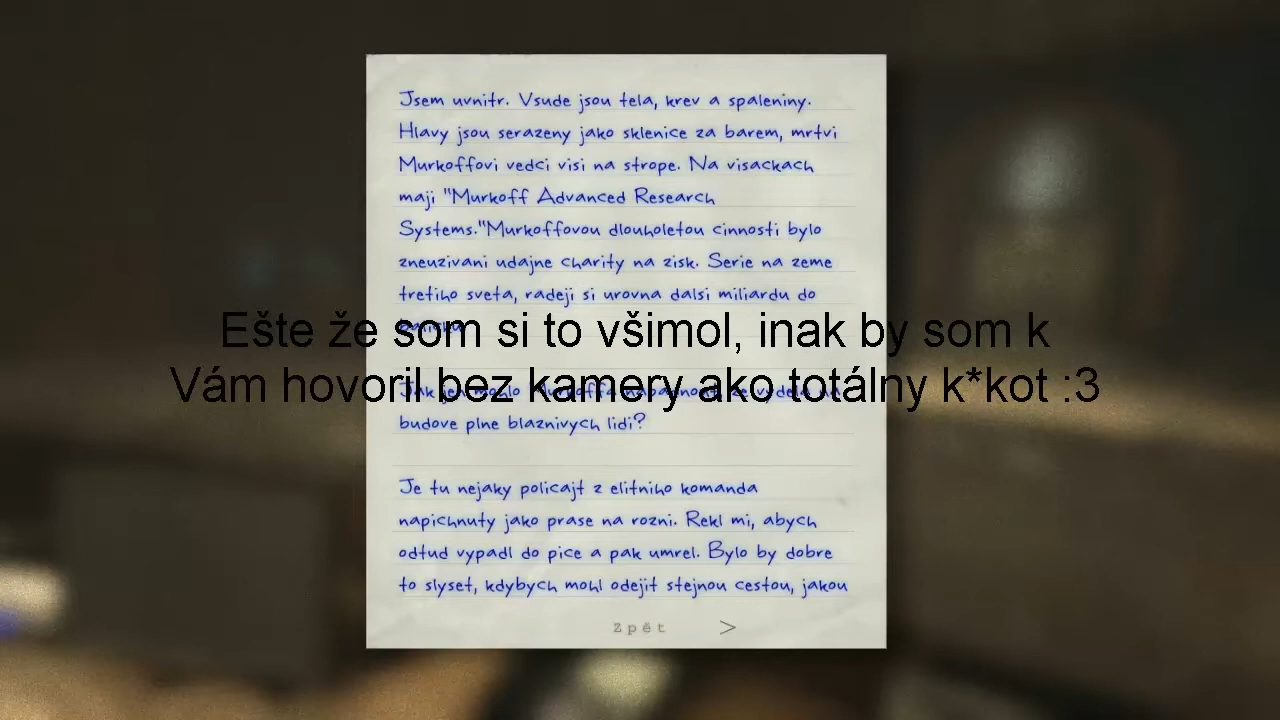 Jsem uvnitr. Vsude jsou tela, krev a spaleniny.
Hlavy jsou serazeny jako sklenice za barem, mrtvi
Murkoffovi vedci visi na strope. Na visackach
maji "Murkoff Advanced Research
Systems."Murkoffovou dlouholetou cinnosti bylo
zneuzivani udajne charity na zisk. Serie na zeme
tretiho sveta, radeji si urovna dalsi miliardu do
Ešte že som si to všimol, inak by som k
Vám hovoril bez kamery ako totálny k*kot :3
budove plne blaznivych lidi?
Je tu nejaky policajt z elitniho komanda
napichnuty jako prase na rozni. Rekl mi, abych
odtud vypadl do pice a pak umrel. Bylo by dobre
to slyset, kdybych mohl odejit stejnou cestou, jakou
Zpět >